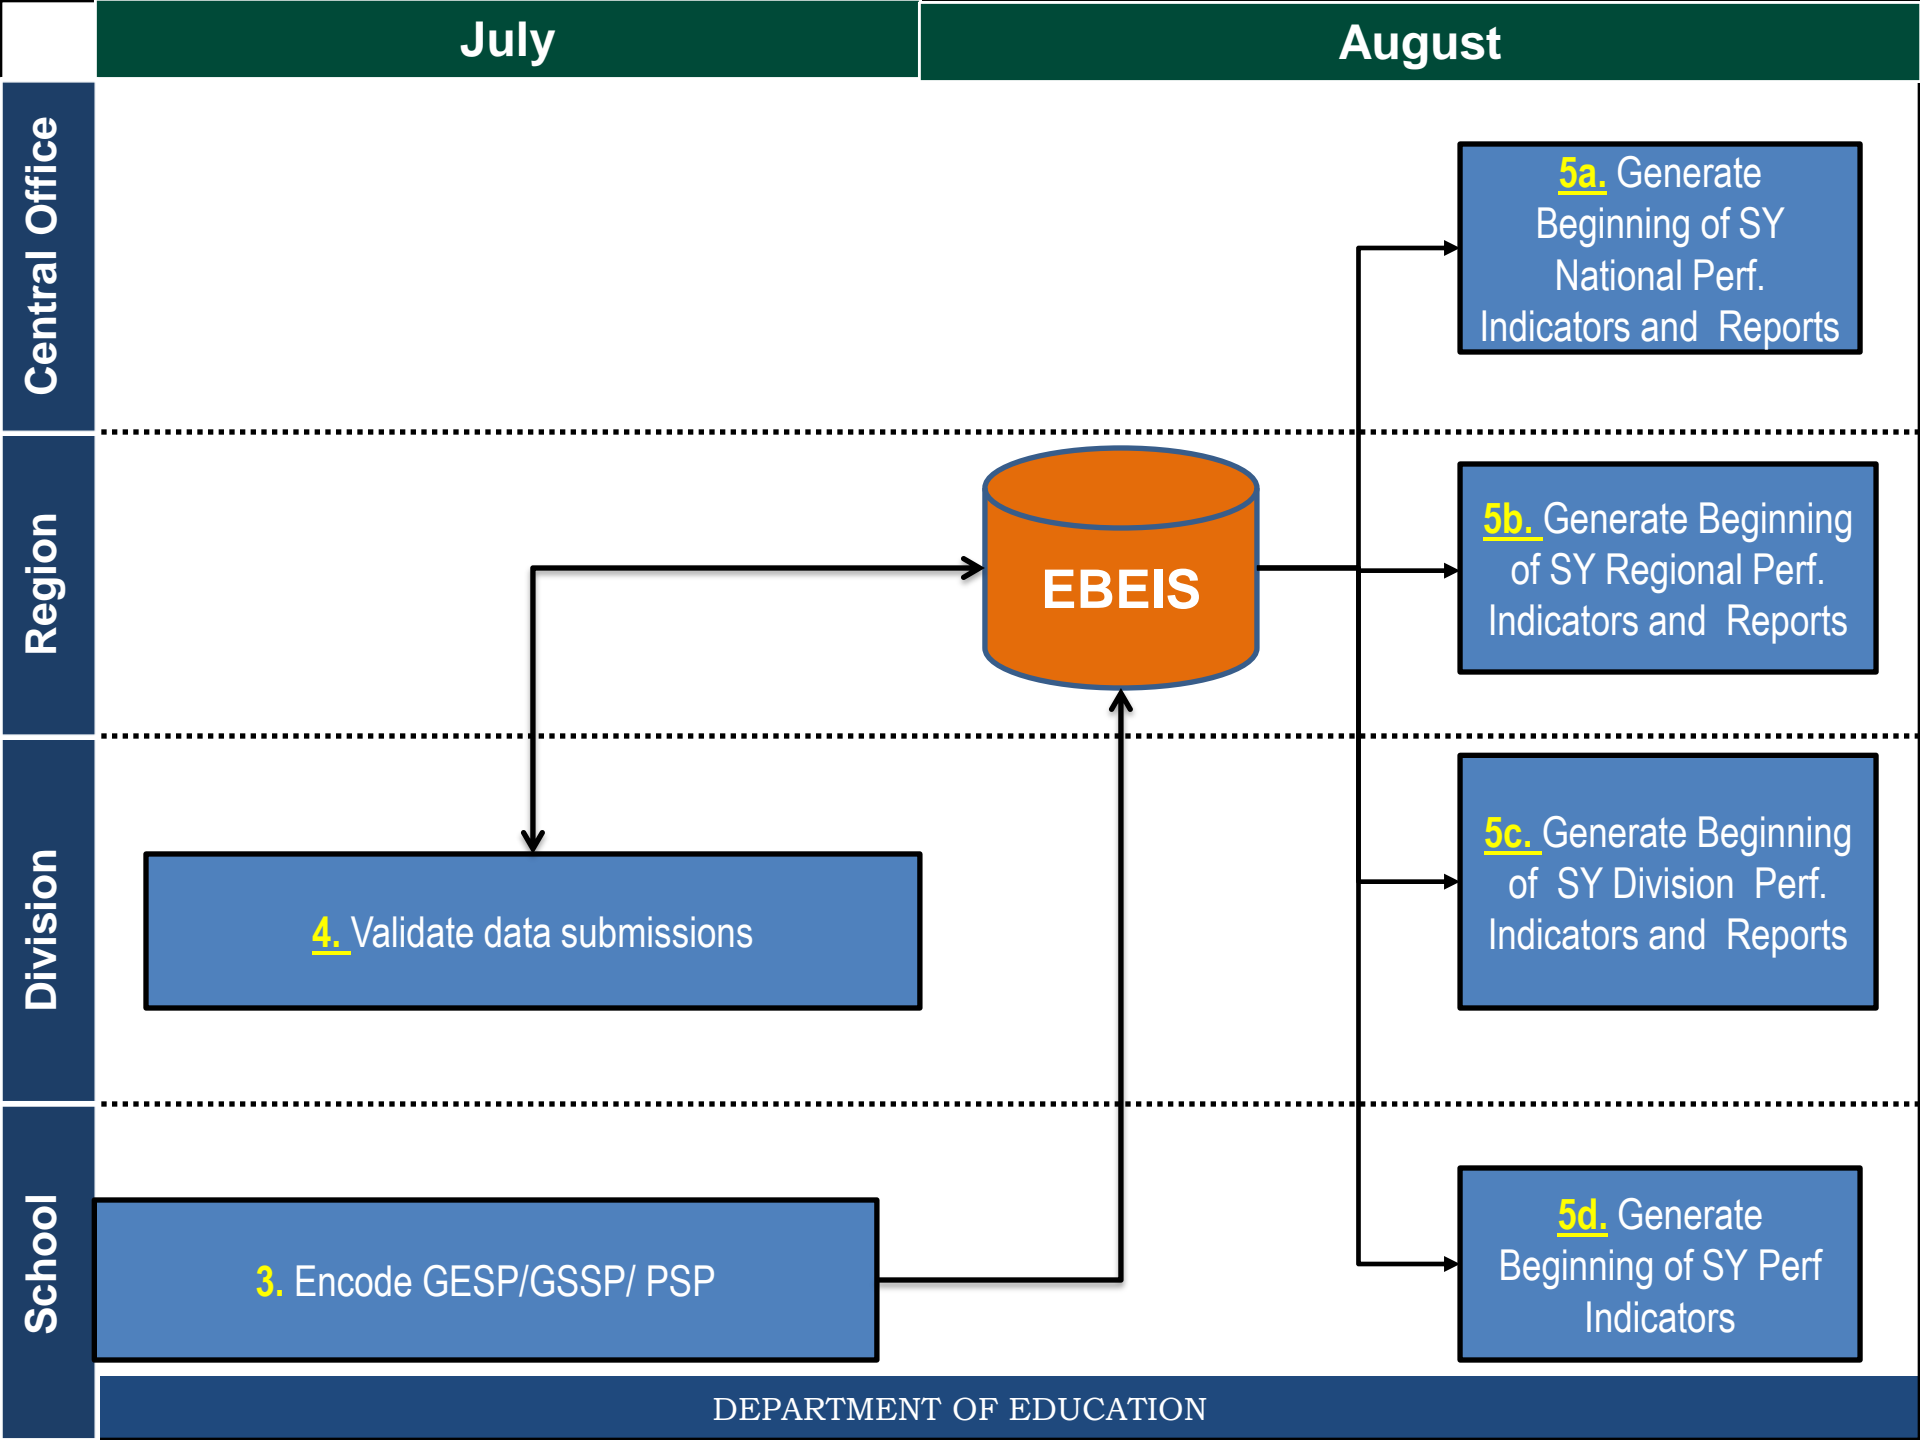 July
August
Central Office
5a. Generate
Beginning of SY
National Perf.
Indicators and Reports
Region
EBEIS
5b. Generate Beginning
of SY Regional Perf.
Indicators and Reports
Division
4. Validate data submissions
5c. Generate Beginning
of SY Division Perf.
Indicators and Reports
School
3. Encode GESP/GSSP/ PSP
5d. Generate
Beginning of SY Perf
Indicators
DEPARTMENT OF EDUCATION